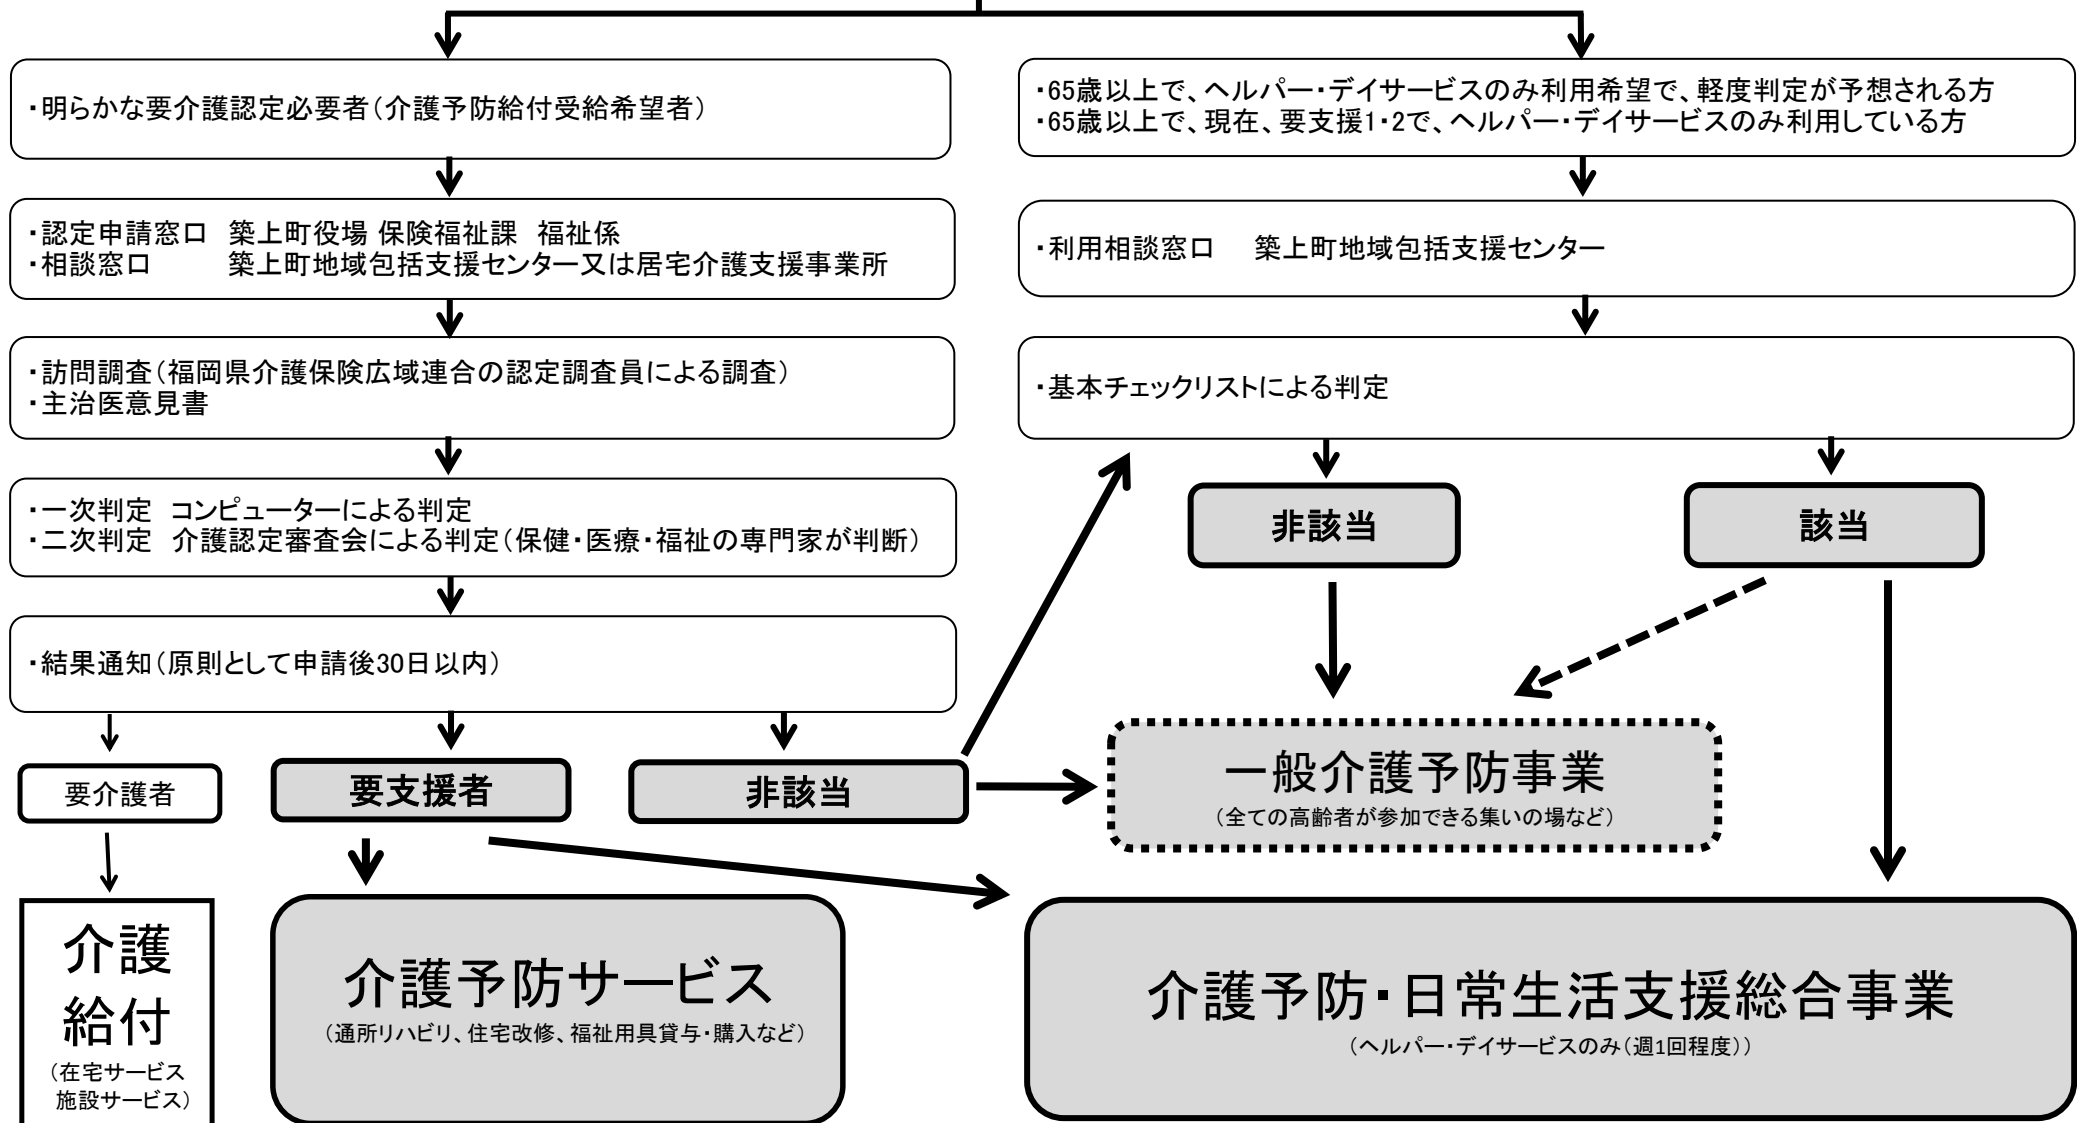 ・明らかな要介護認定必要者（介護予防給付受給希望者）
・65歳以上で、ヘルパー・デイサービスのみ利用希望で、軽度判定が予想される方
・65歳以上で、現在、要支援1・2で、ヘルパー・デイサービスのみ利用している方
・認定申請窓口　築上町役場 保険福祉課　福祉係
・相談窓口　　　築上町地域包括支援センター又は居宅介護支援事業所
・利用相談窓口　　築上町地域包括支援センター
・訪問調査（福岡県介護保険広域連合の認定調査員による調査）
・主治医意見書
・基本チェックリストによる判定
・一次判定　コンピューターによる判定
・二次判定　介護認定審査会による判定（保健・医療・福祉の専門家が判断）
非該当
該当
・結果通知（原則として申請後30日以内）
要介護者
要支援者
非該当
一般介護予防事業
（全ての高齢者が参加できる集いの場など）
介護
給付
（在宅サービス
施設サービス）
介護予防サービス
（通所リハビリ、住宅改修、福祉用具貸与・購入など）
介護予防・日常生活支援総合事業
（ヘルパー・デイサービスのみ（週1回程度））